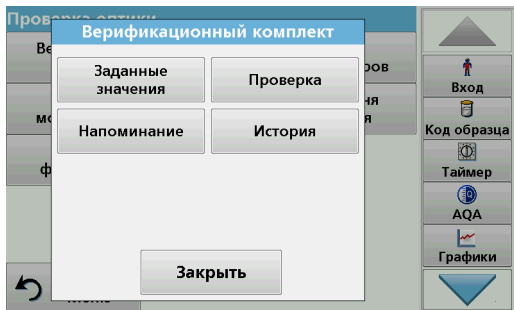 Проверка оптики
Верификационный комплект
Заданные
значения
Проверка
Напоминание
История
Закрыть
Вход
Код образца
Таймер
AQA
Графики